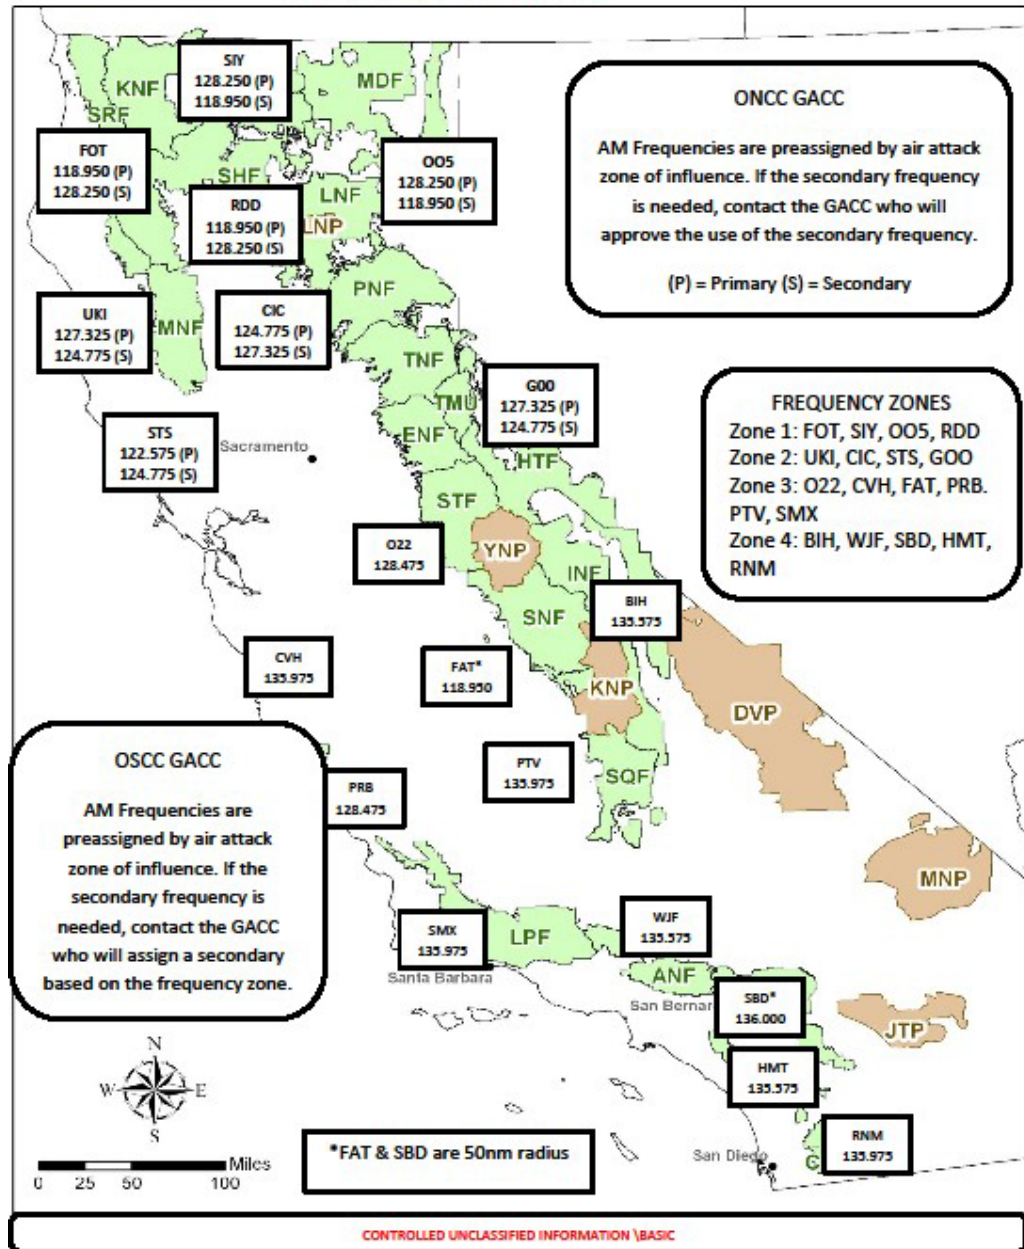 SIY
128.250 (P)
118.950 (S)
KNF
MDF
SRF
FOT
118.950 (P)
128.250 (S)
SHF
OO5
128.250 (P)
118.950 (S)
LNF
RDD
118.950 (P)
128.250 (S)
LNP
ONCC GACC
AM Frequencies are preassigned by air attack
zone of influence. If the secondary frequency
is needed, contact the GACC who will
approve the use of the secondary frequency.
(P) = Primary (S) = Secondary
UKI
127.325 (P)
124.775 (S)
MNF
CIC
124.775 (P)
127.325 (S)
PNF
TNF
TMU
GOO
127.325 (P)
124.775 (S)
ENF
HTF
STS
122.575 (P)
124.775 (S)
Sacramento
FREQUENCY ZONES
Zone 1: FOT, SIY, OO5, RDD
Zone 2: UKI, CIC, STS, GOO
Zone 3: O22, CVH, FAT, PRB.
PTV, SMX
Zone 4: BIH, WJF, SBD, HMT,
RNM
STF
O22
128.475
YNP
INF
BIH
135.575
SNF
CVH
135.975
FAT*
118.950
KNP
DVP
PTV
135.975
SQF
OSCC GACC
AM Frequencies are
preassigned by air attack
zone of influence. If the
secondary frequency is
needed, contact the GACC
who will assign a secondary
based on the frequency zone.
PRB
128.475
MNP
SMX
135.975
LPF
WJF
135.575
Santa Barbara
ANF
San Bernar
SBD*
136.000
JTP
HMT
135.575
N
W E
S
*FAT & SBD are 50nm radius
San Diego
C
RNM
135.975
Miles
0 25 50 100
CONTROLLED UNCLASSIFIED INFORMATION \BASIC